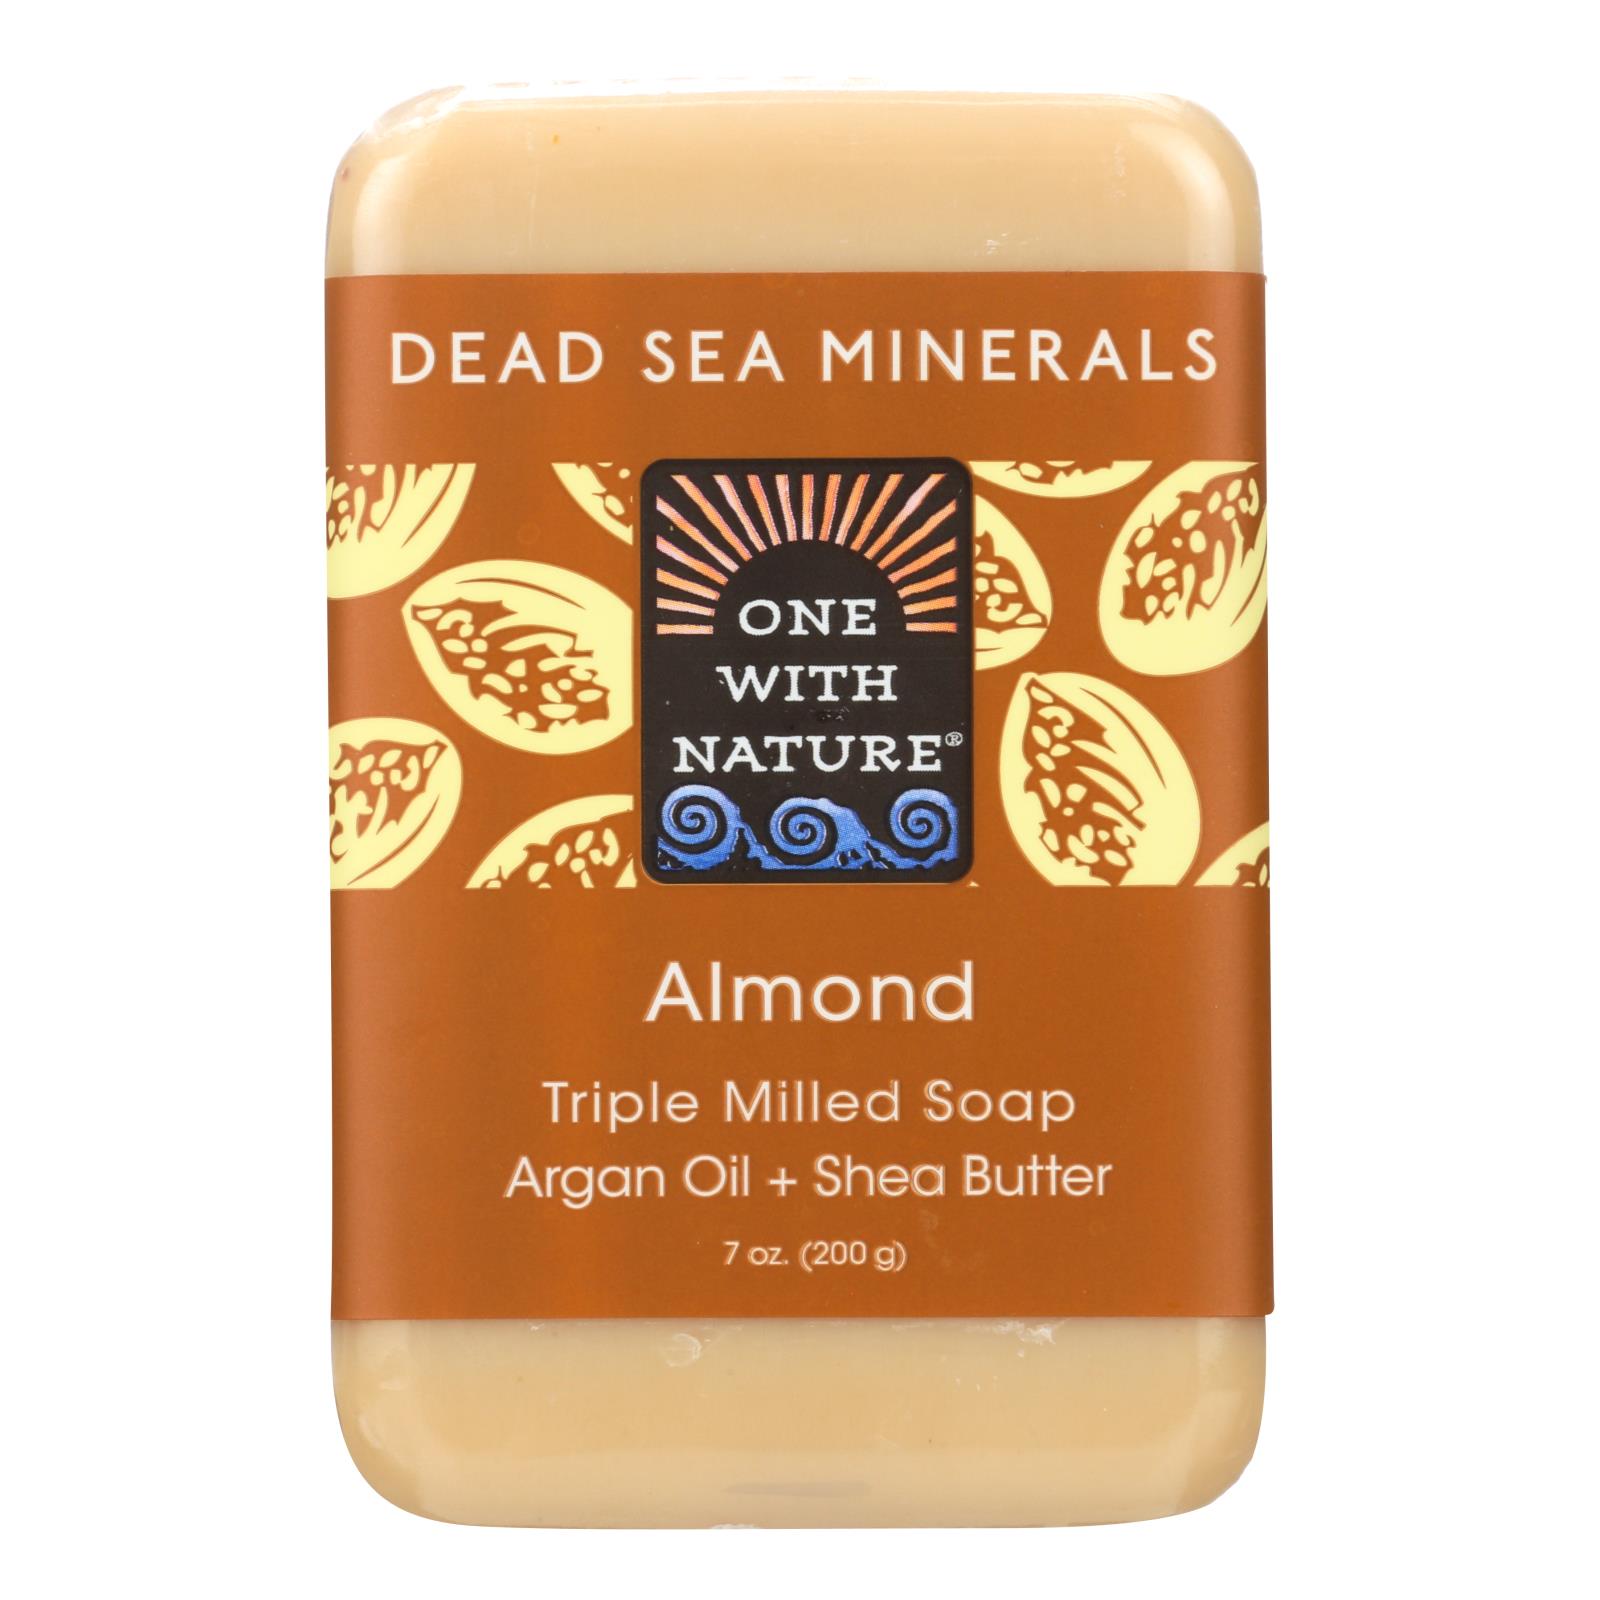 DEAD SEA MINERALS
ONE
WITH
NATURE®
Almond
Triple Milled Soap
Argan Oil + Shea Butter
7 oz. (200 g)